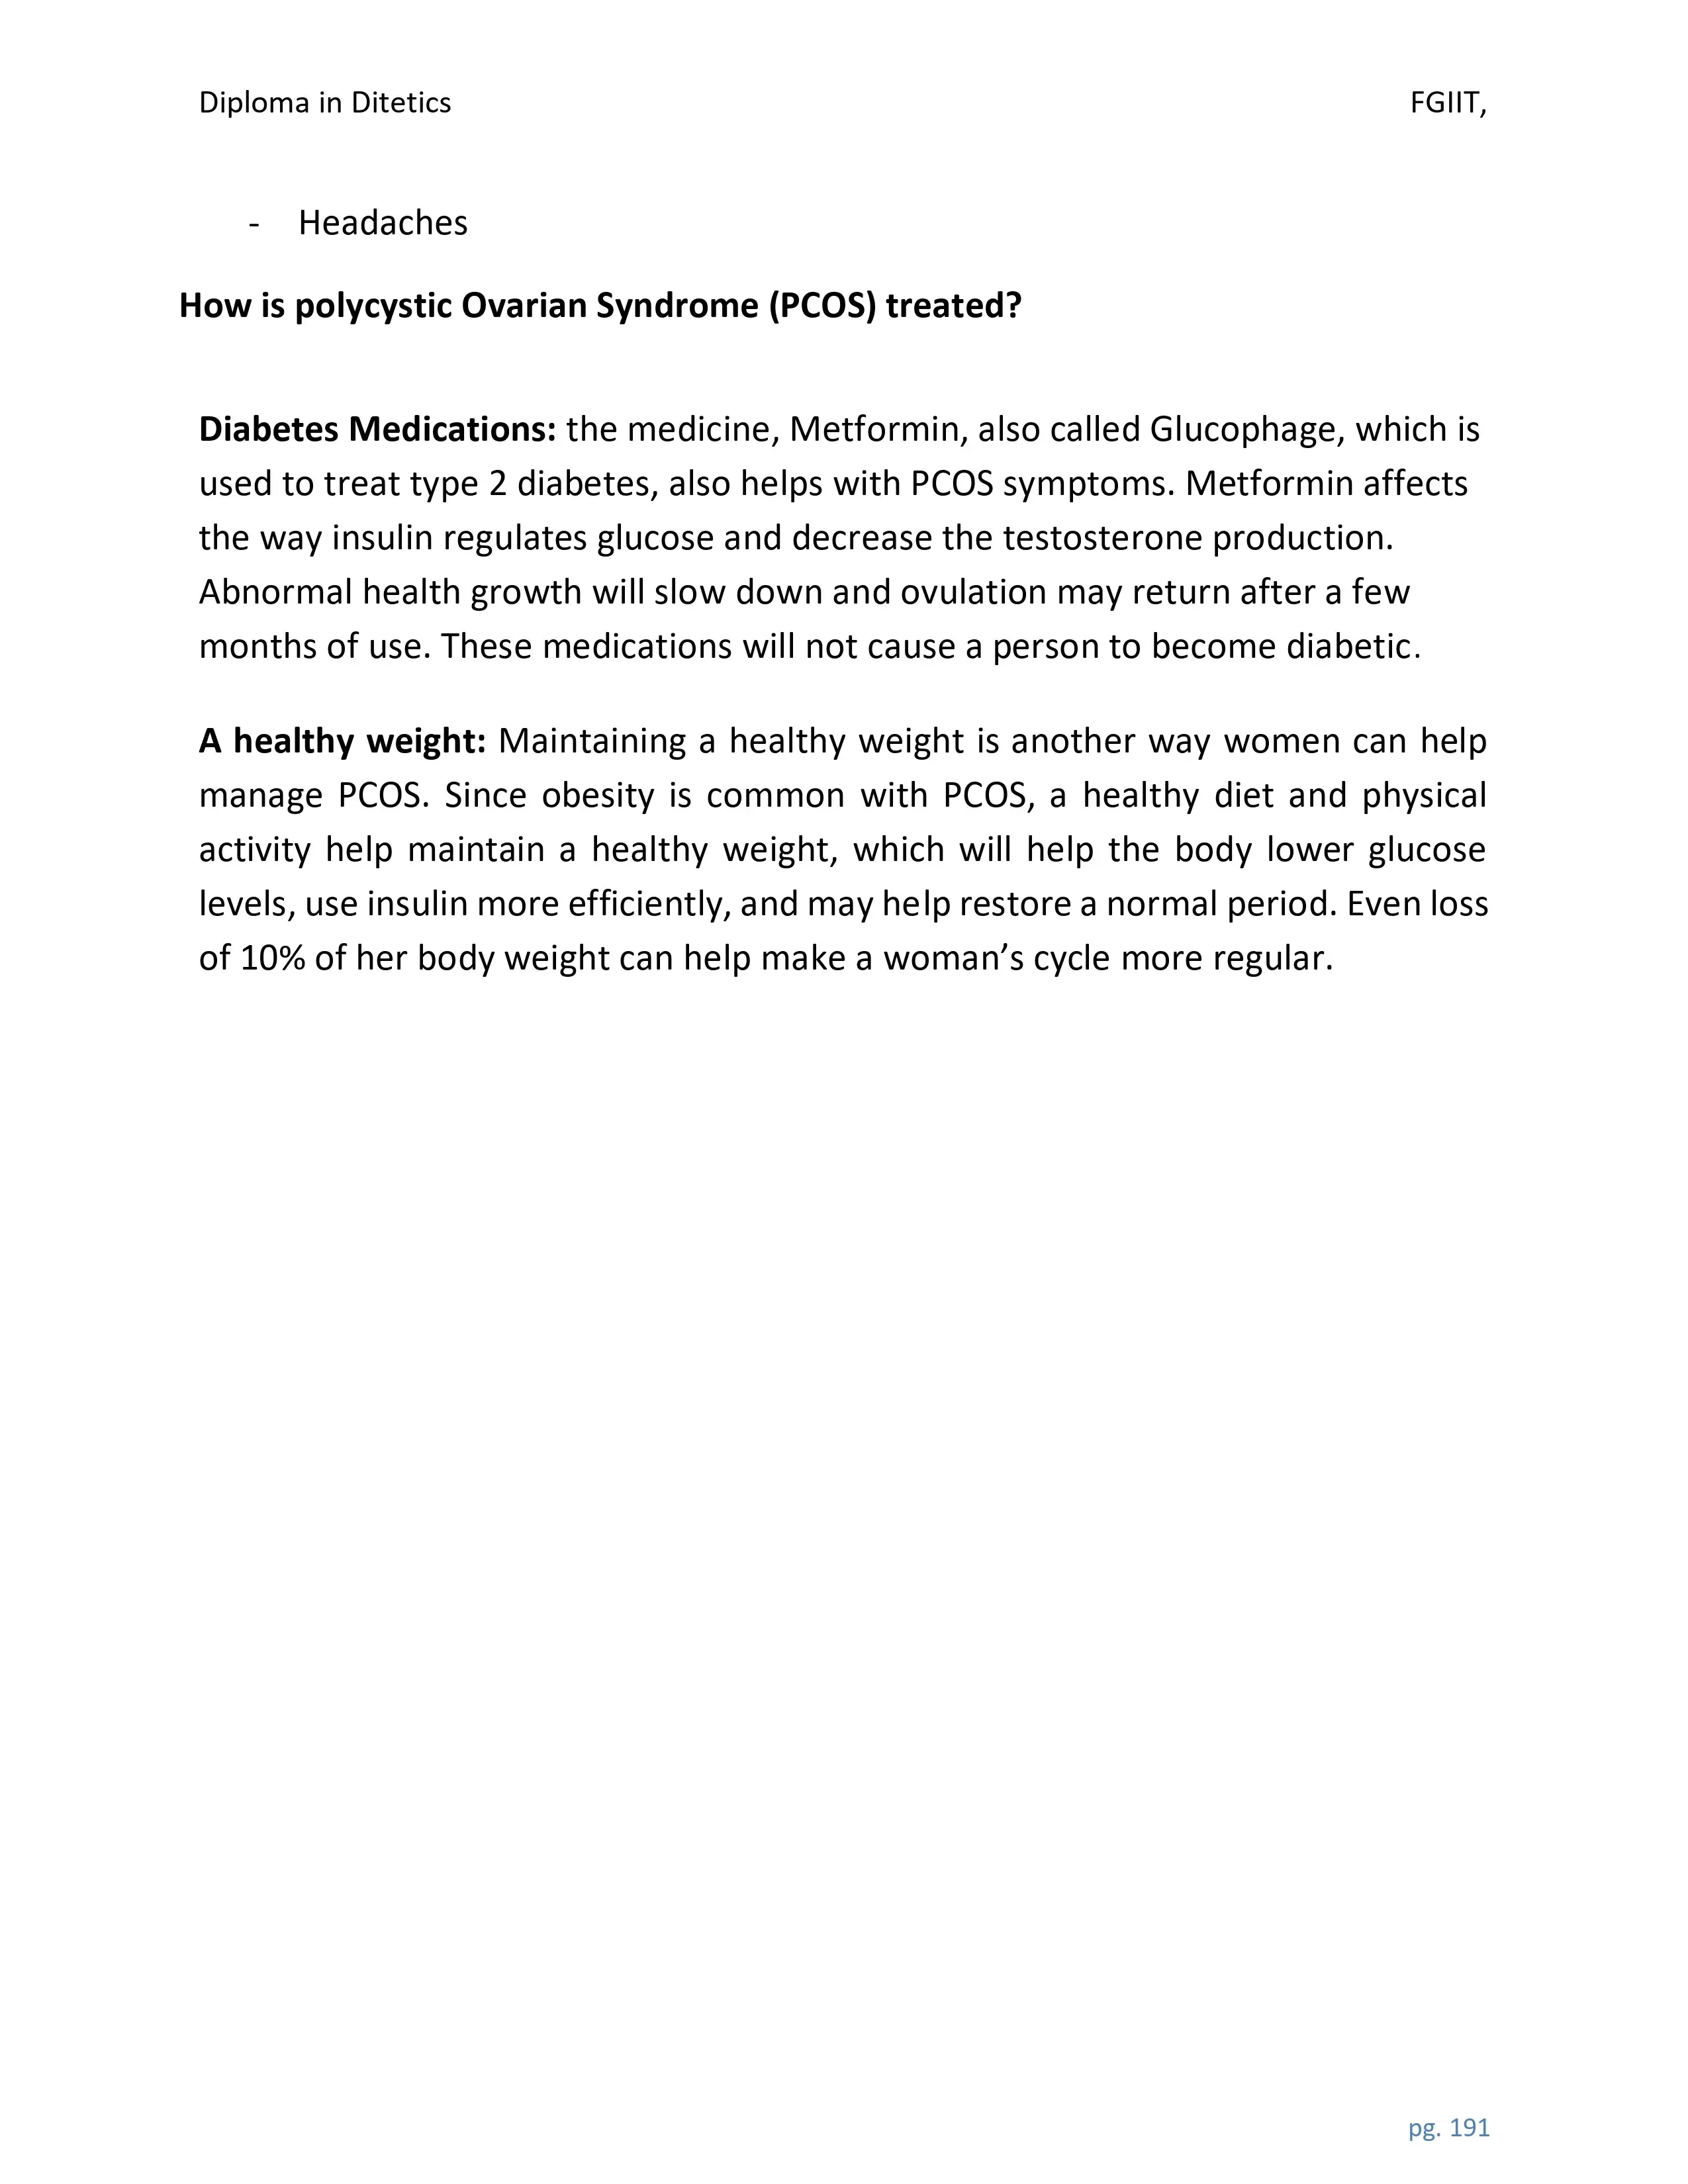 Diploma in Ditetics FGIIT,
- Headaches
How is polycystic Ovarian Syndrome (PCOS) treated?
Diabetes Medications: the medicine, Metformin, also called Glucophage, which is
used to treat type 2 diabetes, also helps with PCOS symptoms. Metformin affects
the way insulin regulates glucose and decrease the testosterone production.
Abnormal health growth will slow down and ovulation may return after a few
months of use. These medications will not cause a person to become diabetic.
A healthy weight: Maintaining a healthy weight is another way women can help
manage PCOS. Since obesity is common with PCOS, a healthy diet and physical
activity help maintain a healthy weight, which will help the body lower glucose
levels, use insulin more efficiently, and may help restore a normal period. Even loss
of 10% of her body weight can help make a woman’s cycle more regular.
pg. 191